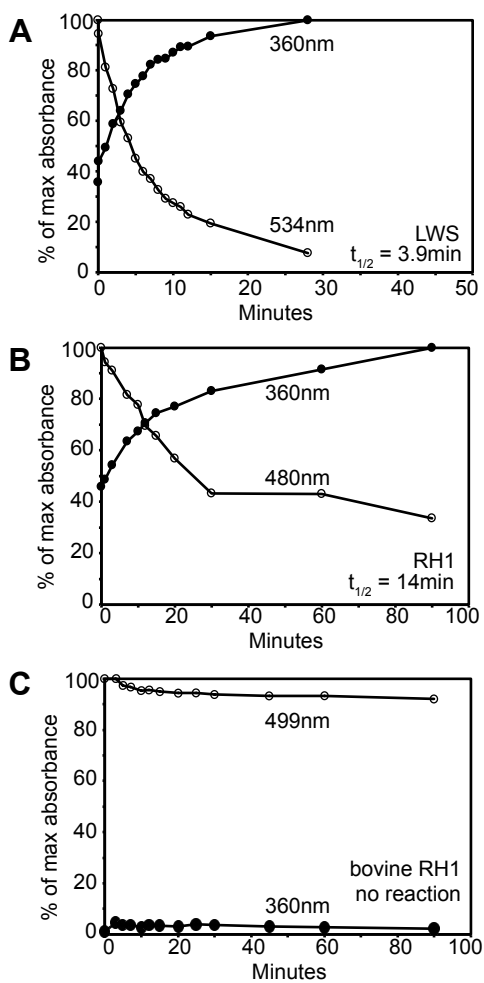 A
% of max absorbance
100
80
60
40
20
0
360nm
534nm
LWS
t1/2 = 3.9min
0 10 20 30 40 50
Minutes
B
% of max absorbance
100
80
60
40
20
0
360nm
480nm
RH1
t1/2 = 14min
0 20 40 60 80 100
Minutes
C
% of max absorbance
100
80
60
40
20
0
499nm
bovine RH1
no reaction
360nm
0 20 40 60 80 100
Minutes